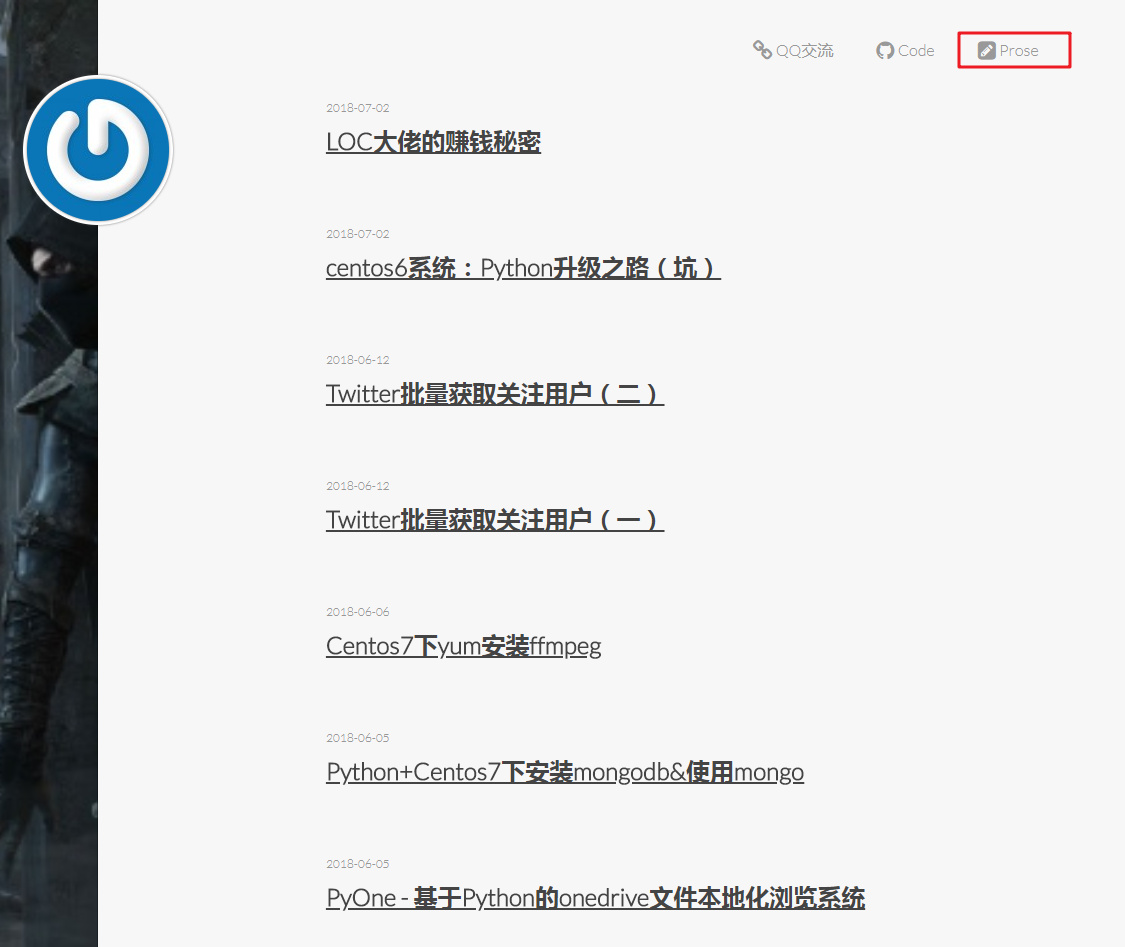 QQ交流 Code Prose
2018-07-02
LOC大佬的赚钱秘密
2018-07-02
centos6系统：Python升级之路（坑）
2018-06-12
Twitter批量获取关注用户（二）
2018-06-12
Twitter批量获取关注用户（一）
2018-06-06
Centos7下yum安装ffmpeg
2018-06-05
Python+Centos7下安装mongodb&使用mongo
2018-06-05
PyOne - 基于Python的onedrive文件本地化浏览系统